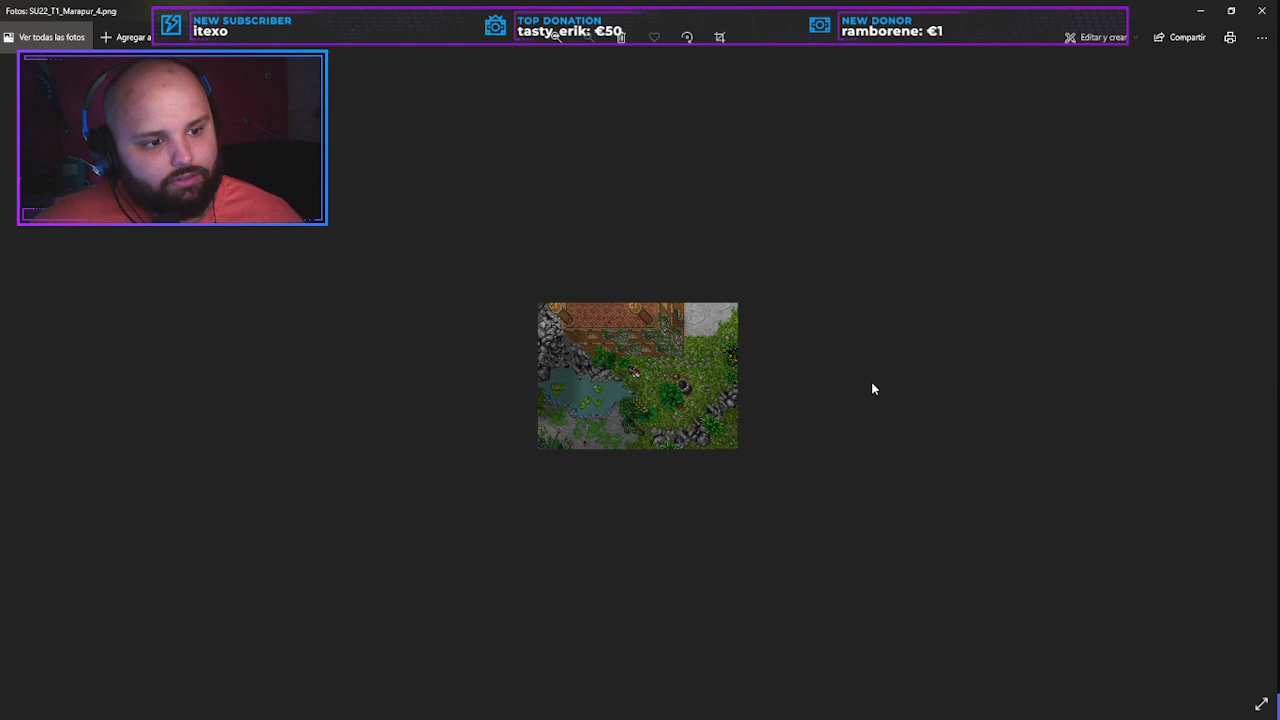 Fotos: SU22_T1_Marapur_4.png
NEW SUBSCRIBER
itexo
TOP DONATION
tasty_erik: €50
NEW DONOR
ramborene: €1
Ver todas las fotos
Agregar a
Editar y crear
Compartir